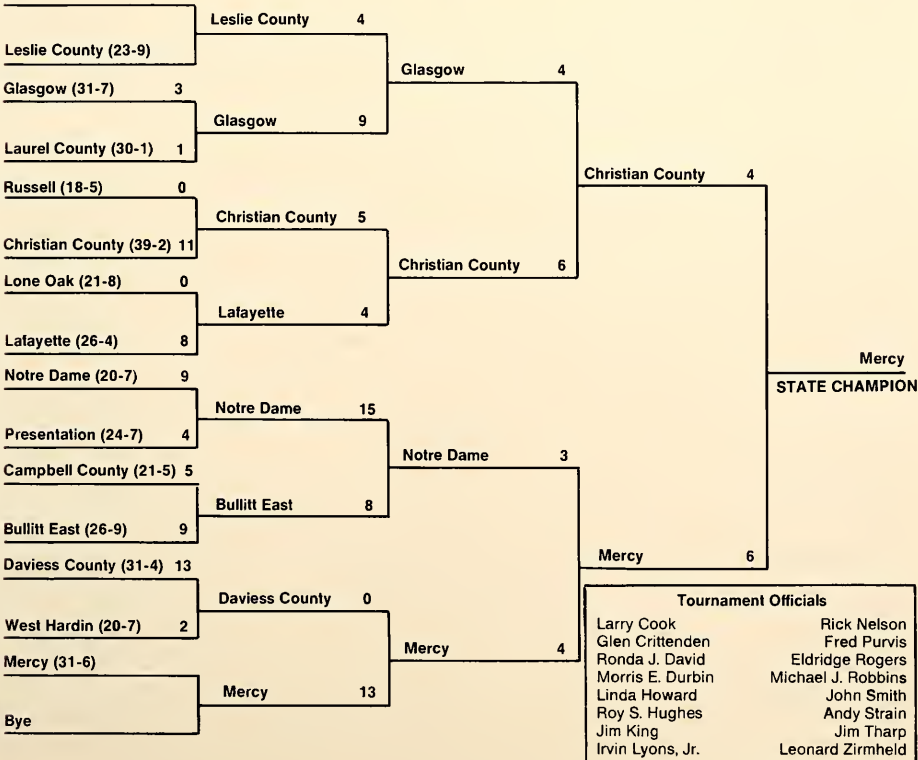 Leslie County (23-9)
Glasgow (31-7) 3
Laurel County (30-1) 1
Russell (18-5) 0
Christian County (39-2) 11
Lone Oak (21-8) 0
Lafayette (26-4) 8
Notre Dame (20-7) 9
Presentation (24-7) 4
Campbell County (21-5) 5
Bullitt East (26-9) 9
Daviess County (31-4) 13
West Hardin (20-7) 2
Mercy (31-6)
Bye
Leslie County 4
Glasgow 9
Christian County 5
Lafayette 4
Notre Dame 15
Bullitt East 8
Daviess County 0
Mercy 13
Glasgow 4
Christian County 6
Notre Dame 3
Mercy 4
Christian County 4
Mercy 6
Mercy
STATE CHAMPION
Tournament Officials
Larry Cook Rick Nelson
Glen Crittenden Fred Purvis
Ronda J. David Eldridge Rogers
Morris E. Durbin Michael J. Robbins
Linda Howard John Smith
Roy S. Hughes Andy Strain
Jim King Jim Tharp
Irvin Lyons, Jr. Leonard Zirmheld